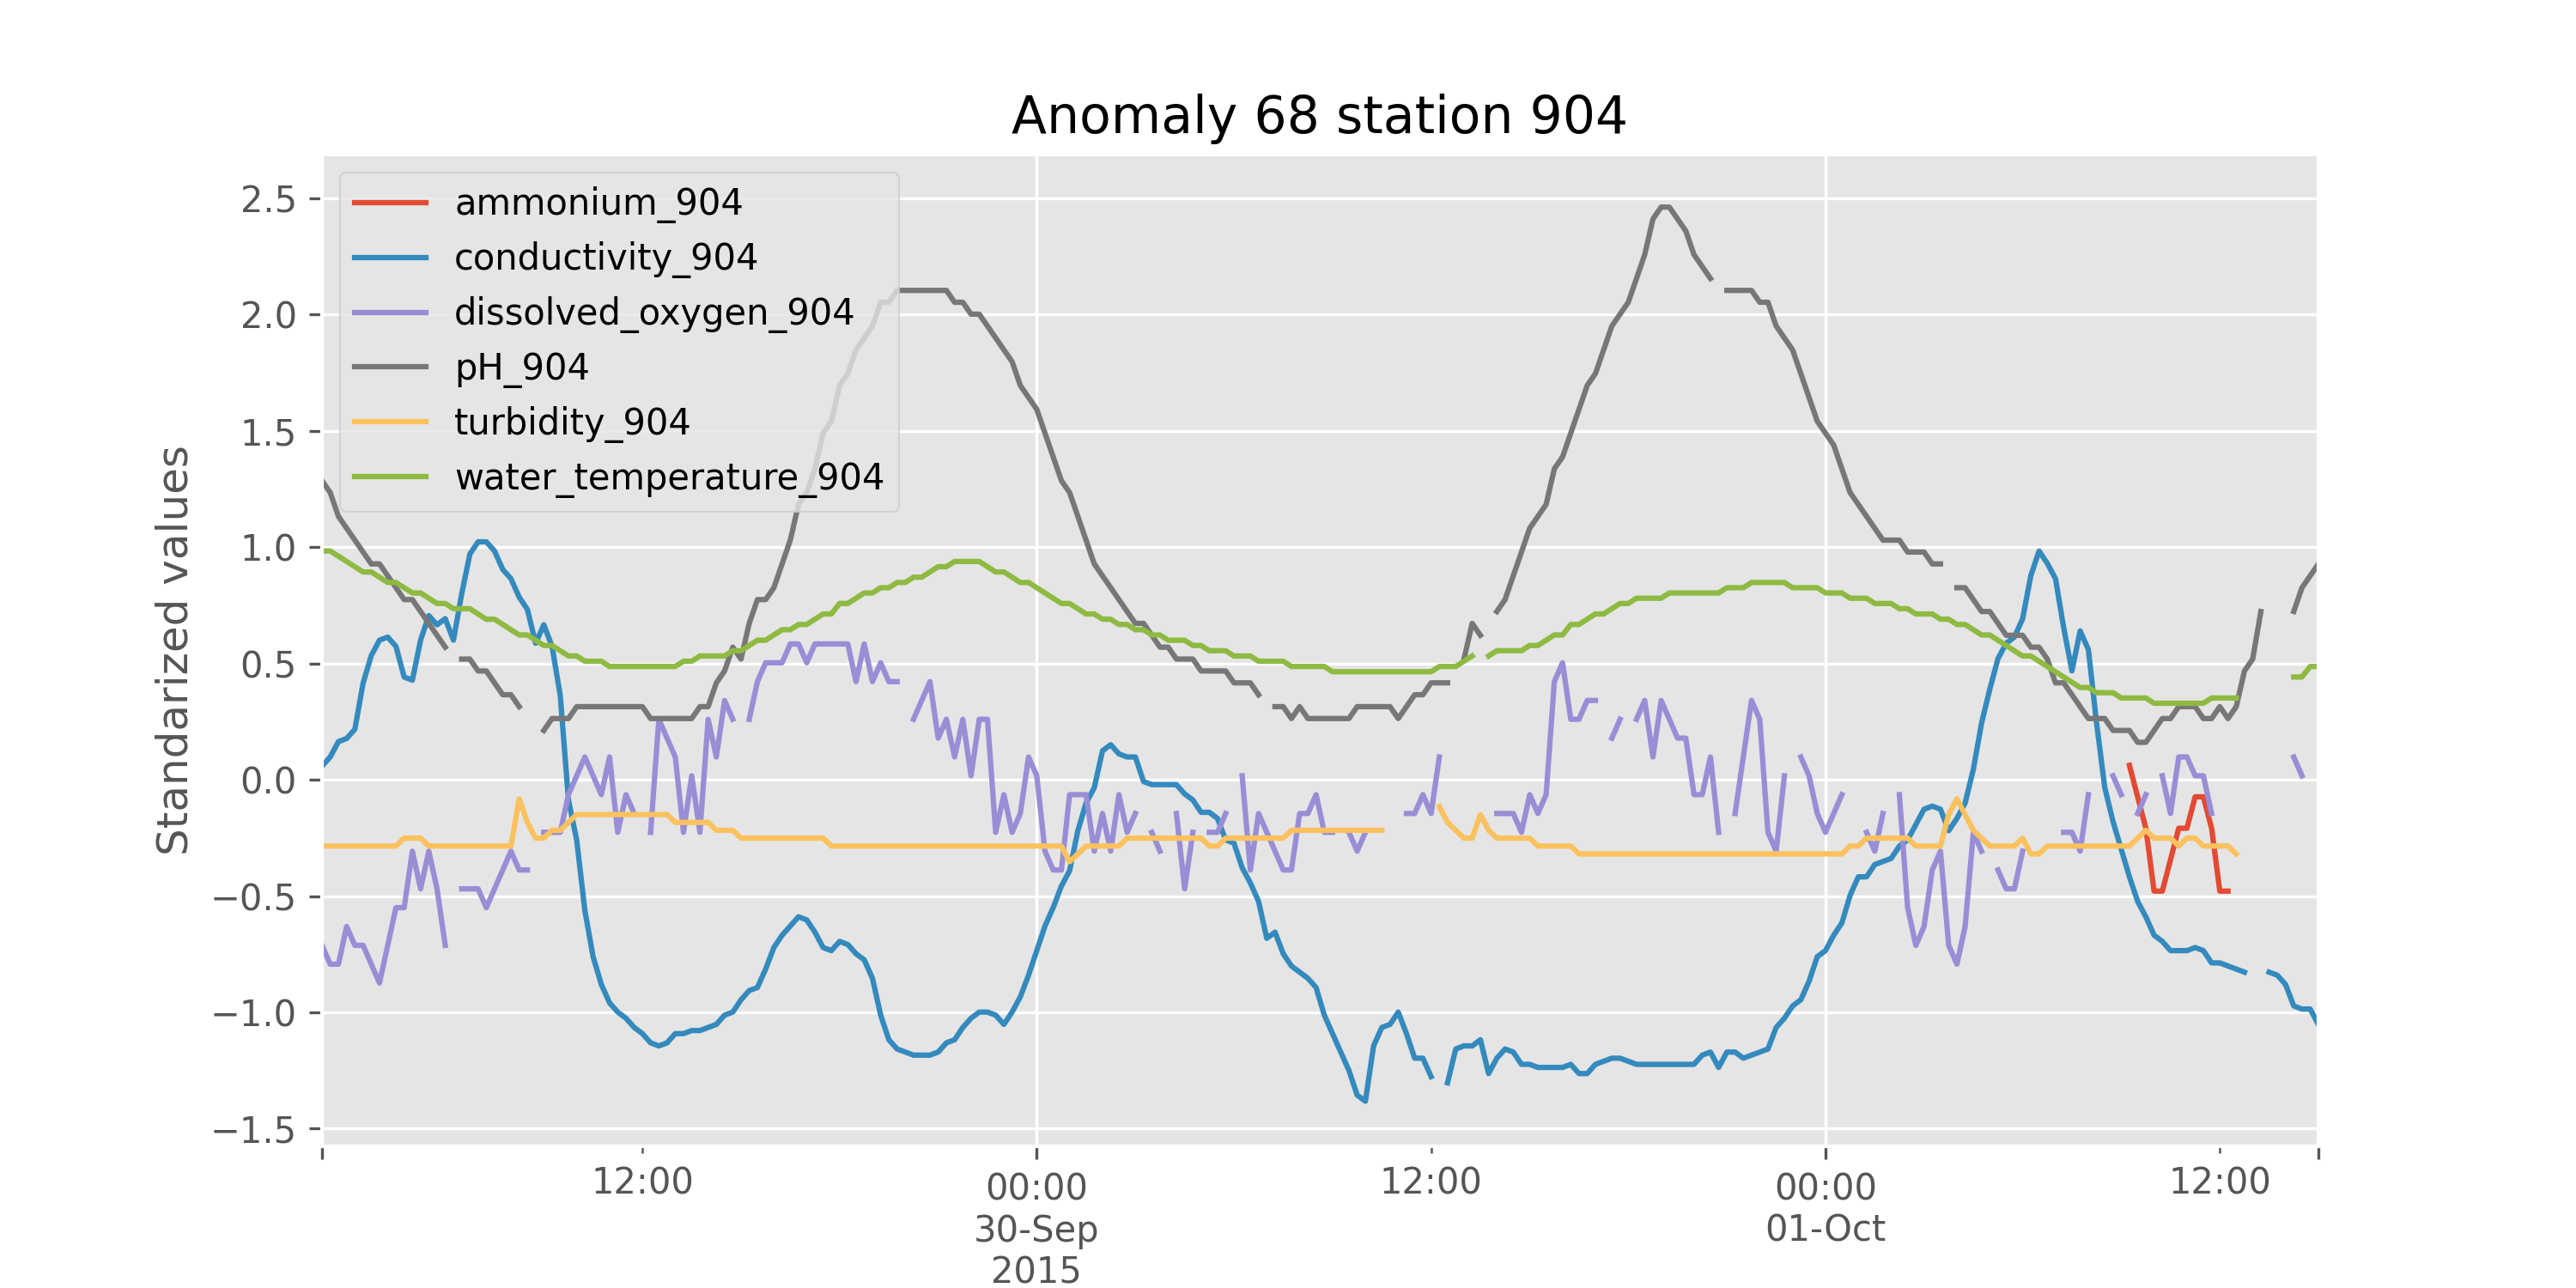 Anomaly 68 station 904
ammonium_904
conductivity_904
dissolved_oxygen_904
pH_904
turbidity_904
water_temperature_904
Standarized values
2.5
2.0
1.5
1.0
0.5
0.0
−0.5
−1.0
−1.5
12:00
00:00
30-Sep
2015
12:00
00:00
01-Oct
12:00